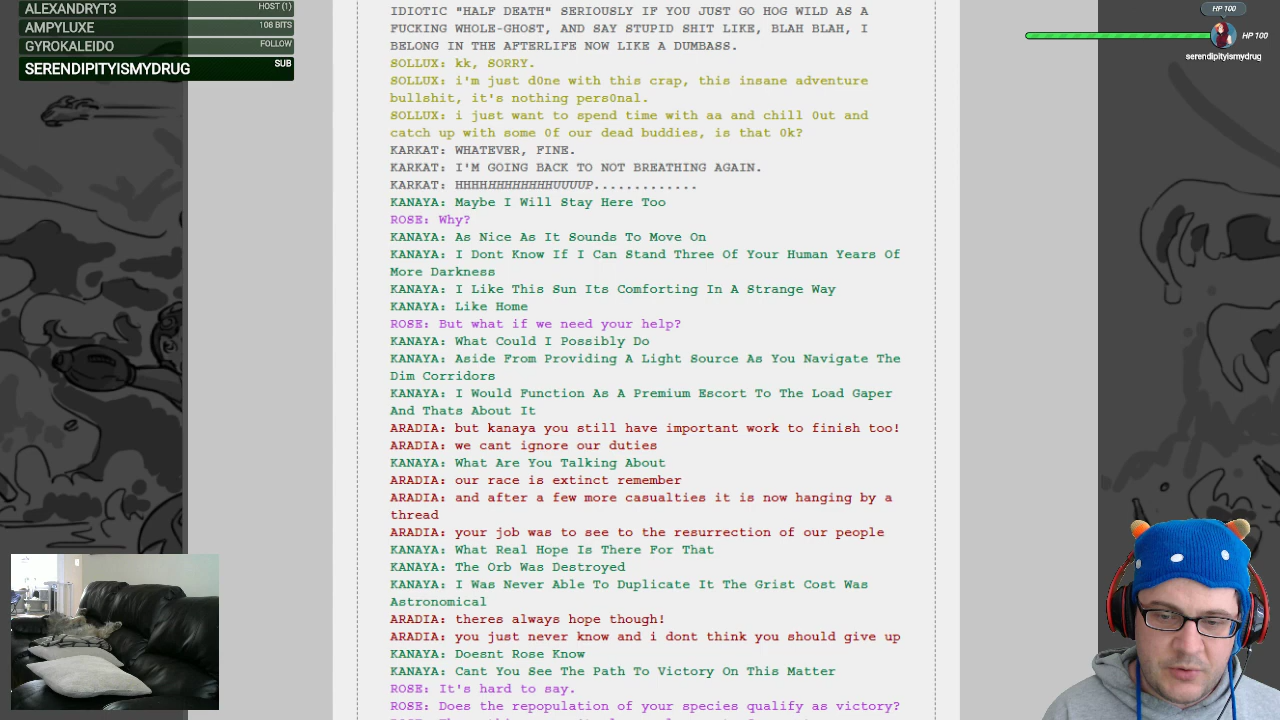 ALEXANDRYT3 HOST (1)
AMPYLUXE 108 BITS
GYROKALEIDO FOLLOW
SERENDIPITYISMYDRUG SUB
HP 100
HP 100
serendipityismydrug
IDIOTIC "HALF DEATH" SERIOUSLY IF YOU JUST GO HOG WILD AS A
FUCKING WHOLE-GHOST, AND SAY STUPID SHIT LIKE, BLAH BLAH, I
BELONG IN THE AFTERLIFE NOW LIKE A DUMBASS.
SOLLUX: kk, SORRY.
SOLLUX: i'm just d0ne with this crap, this insane adventure
bullshit, it's nothing pers0nal.
SOLLUX: i just want to spend time with aa and chill 0ut and
catch up with some 0f our dead buddies, is that 0k?
KARKAT: WHATEVER, FINE.
KARKAT: I'M GOING BACK TO NOT BREATHING AGAIN.
KARKAT: HHHHHHHHHHHHUUUUP.............
KANAYA: Maybe I Will Stay Here Too
ROSE: Why?
KANAYA: As Nice As It Sounds To Move On
KANAYA: I Dont Know If I Can Stand Three Of Your Human Years Of
More Darkness
KANAYA: I Like This Sun Its Comforting In A Strange Way
KANAYA: Like Home
ROSE: But what if we need your help?
KANAYA: What Could I Possibly Do
KANAYA: Aside From Providing A Light Source As You Navigate The
Dim Corridors
KANAYA: I Would Function As A Premium Escort To The Load Gaper
And Thats About It
ARADIA: but kanaya you still have important work to finish too!
ARADIA: we cant ignore our duties
KANAYA: What Are You Talking About
ARADIA: our race is extinct remember
ARADIA: and after a few more casualties it is now hanging by a
thread
ARADIA: your job was to see to the resurrection of our people
KANAYA: What Real Hope Is There For That
KANAYA: The Orb Was Destroyed
KANAYA: I Was Never Able To Duplicate It The Grist Cost Was
Astronomical
ARADIA: theres always hope though!
ARADIA: you just never know and i dont think you should give up
KANAYA: Doesnt Rose Know
KANAYA: Cant You See The Path To Victory On This Matter
ROSE: It's hard to say.
ROSE: Does the repopulation of your species qualify as victory?